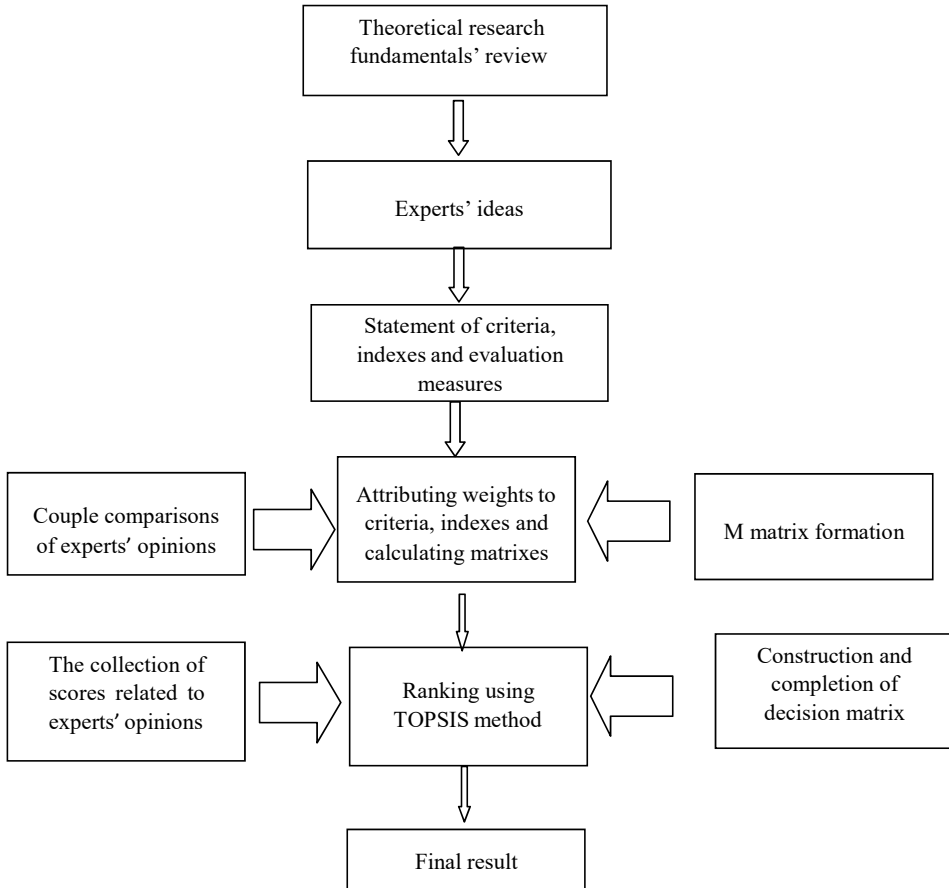 Theoretical research
fundamentals’ review
Experts’ ideas
Statement of criteria,
indexes and evaluation
measures
Couple comparisons
of experts’ opinions
Attributing weights to
criteria, indexes and
calculating matrixes
M matrix formation
The collection of
scores related to
experts’ opinions
Ranking using
TOPSIS method
Construction and
completion of
decision matrix
Final result